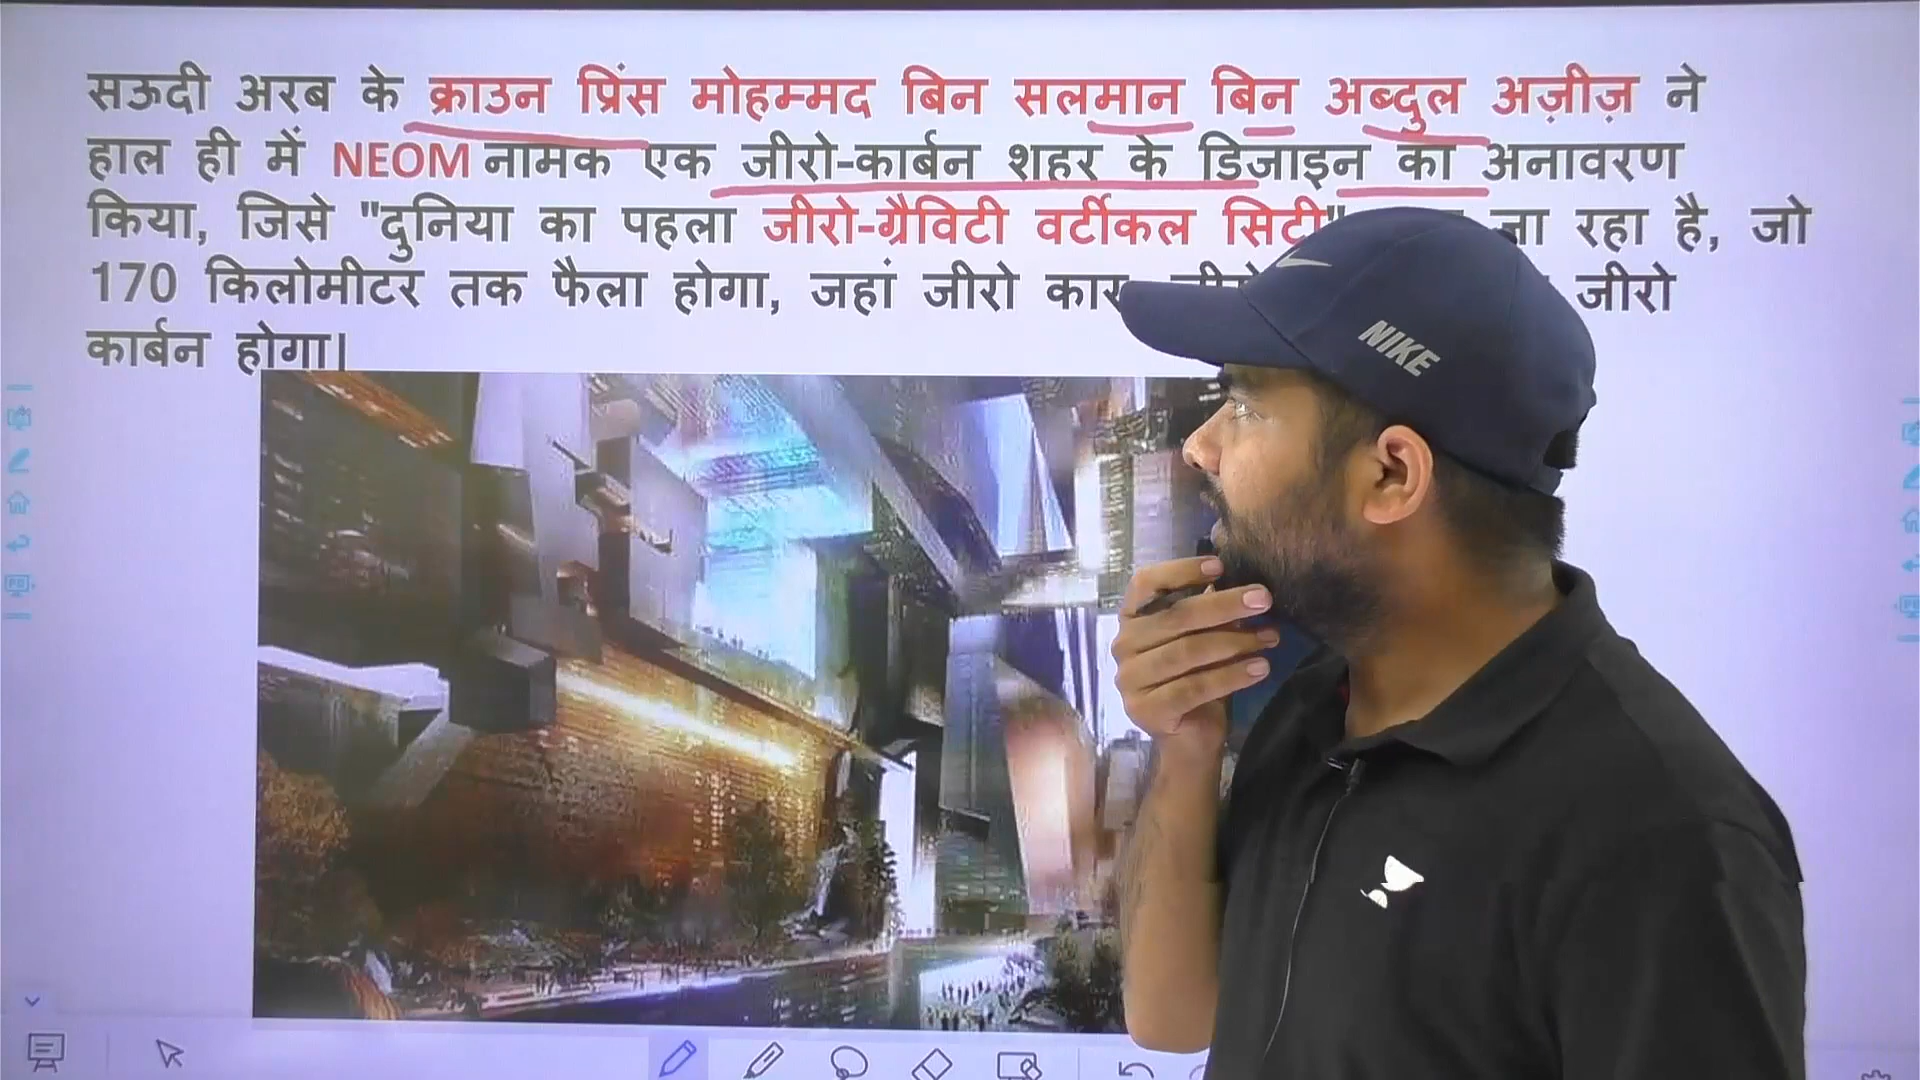 सऊदी अरब के क्राउन प्रिंस मोहम्मद बिन सलमान बिन अब्दुल अज़ीज़ ने
हाल ही में NEOM नामक एक जीरो-कार्बन शहर के डिजाइन का अनावरण
किया, जिसे "दुनिया का पहला जीरो-ग्रैविटी वर्टीकल सिटी" जा रहा है, जो
170 किलोमीटर तक फैला होगा, जहां जीरो कार जीरो
कार्बन होगा।
NIKE